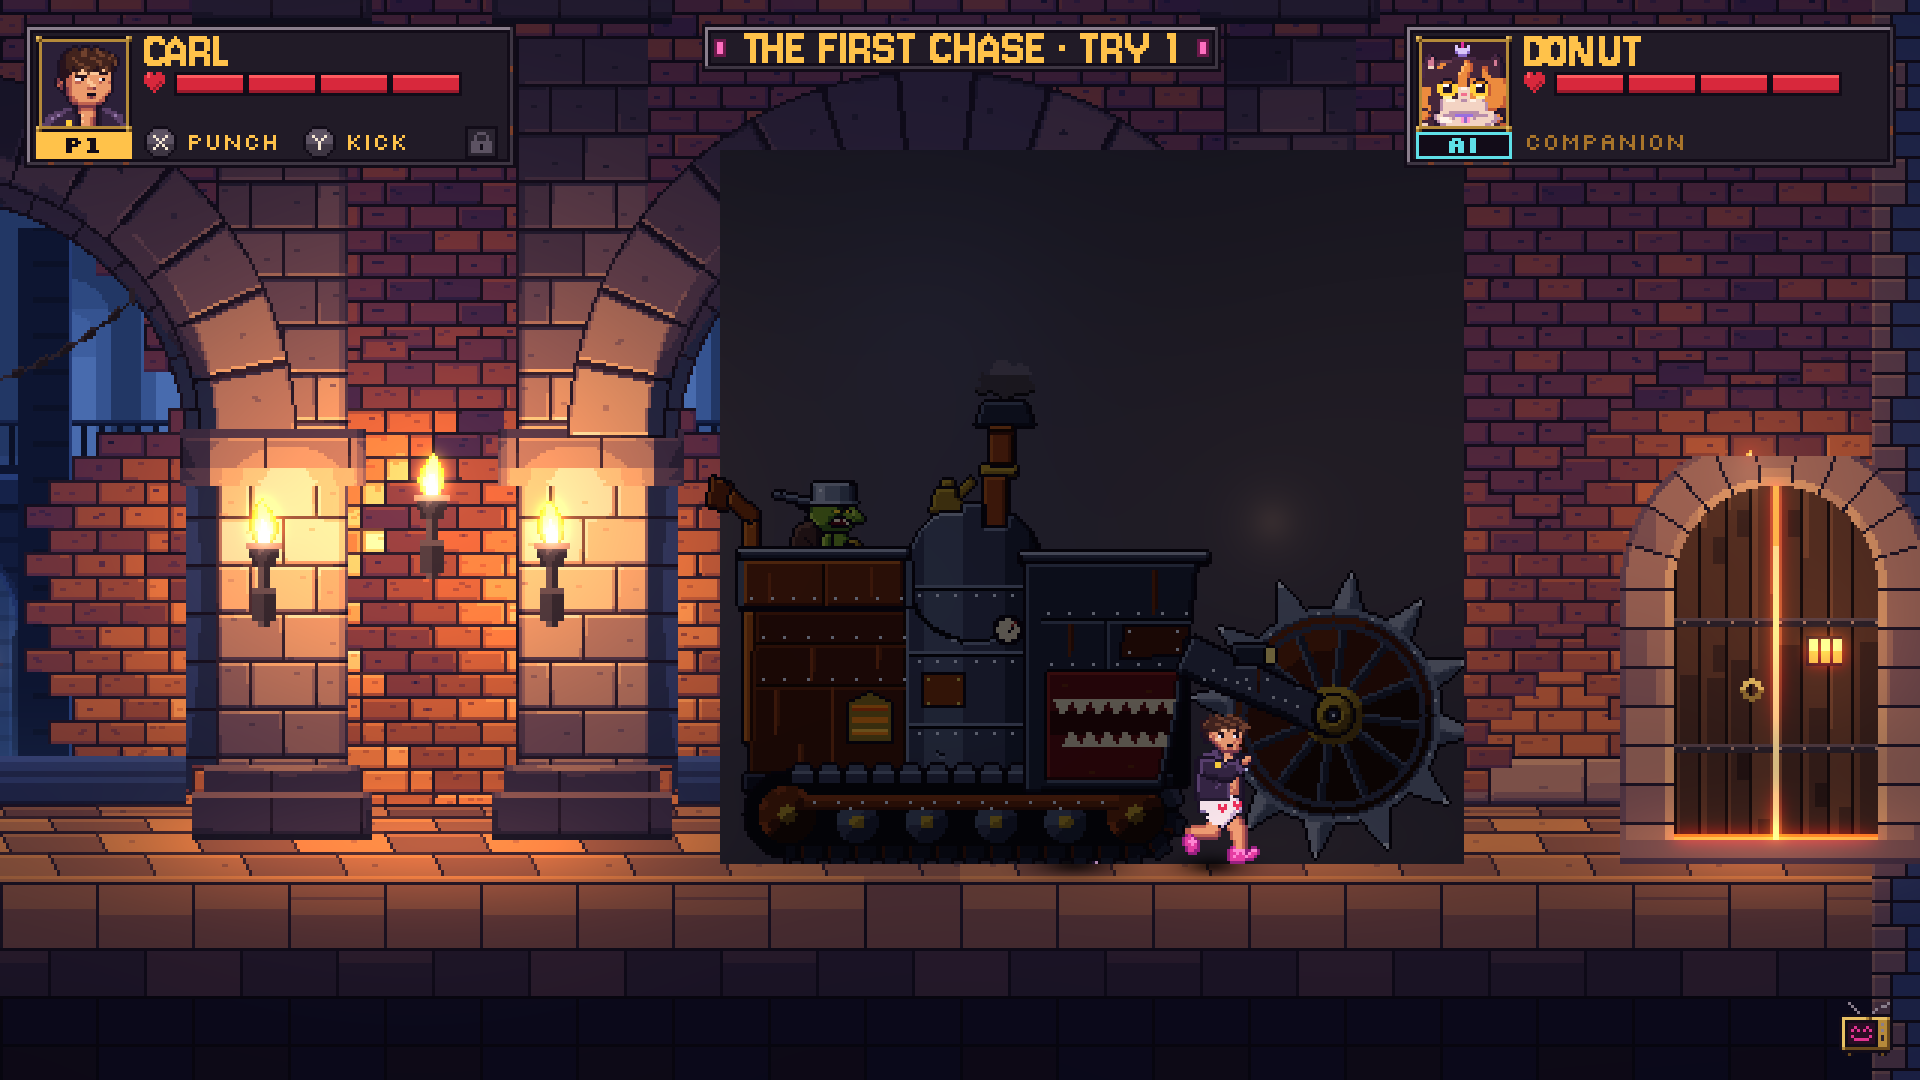 CARL
P1
X PUNCH Y KICK
THE FIRST CHASE · TRY 1
DONUT
AI
COMPANION